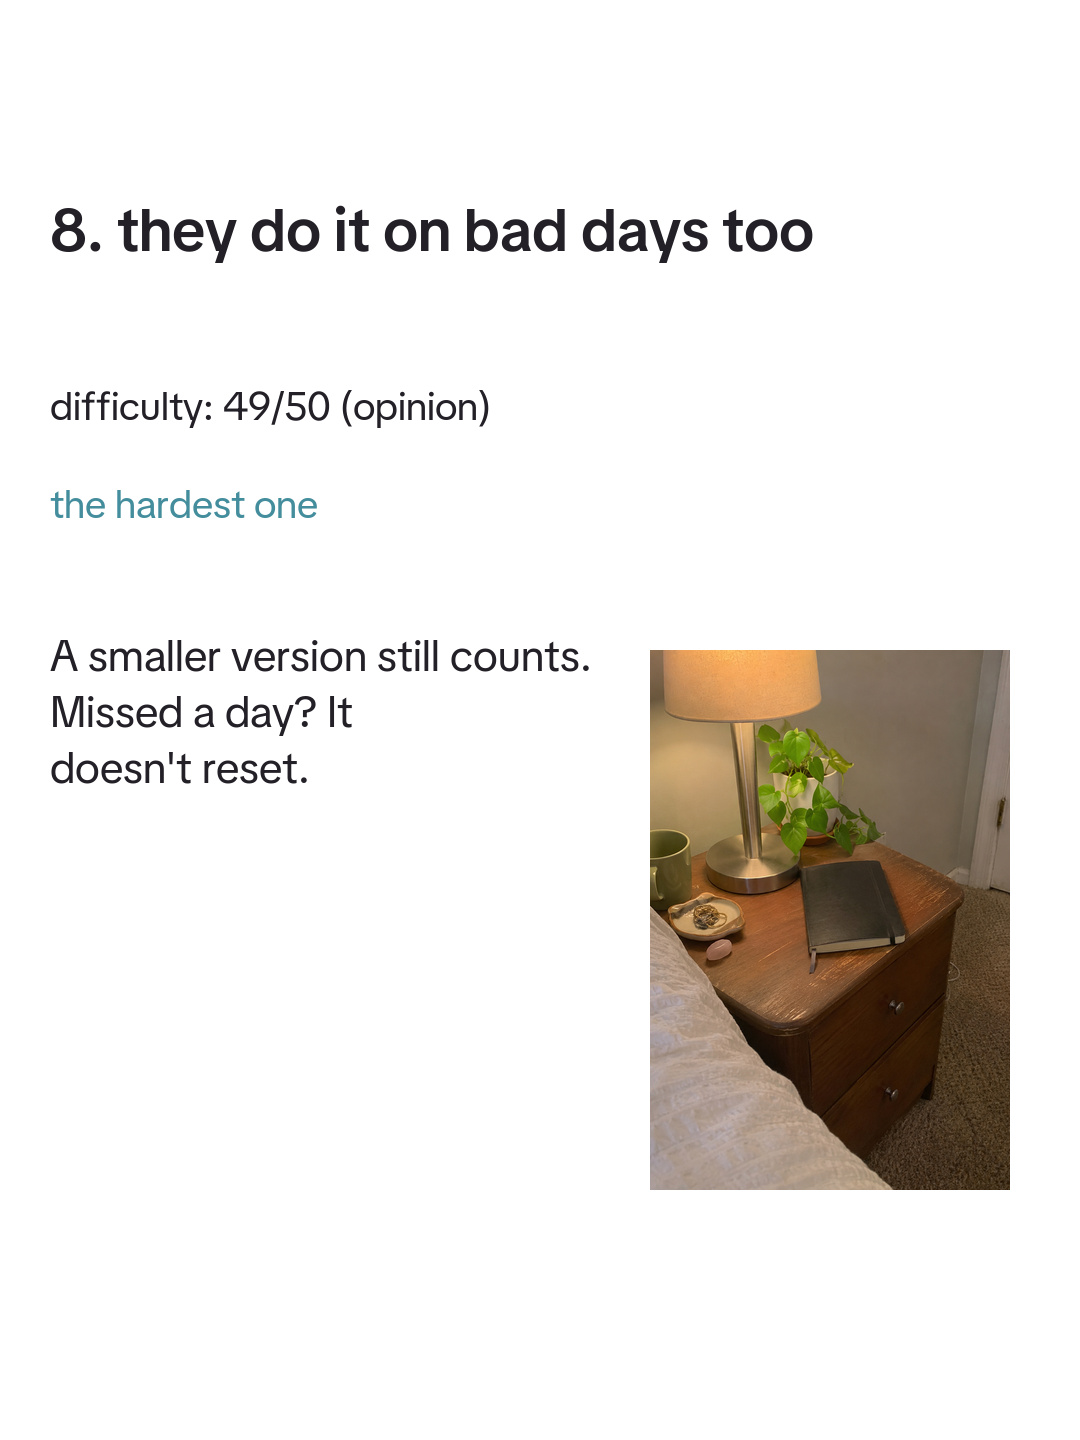 8. they do it on bad days too
difficulty: 49/50 (opinion)
the hardest one
A smaller version still counts.
Missed a day? It
doesn't reset.